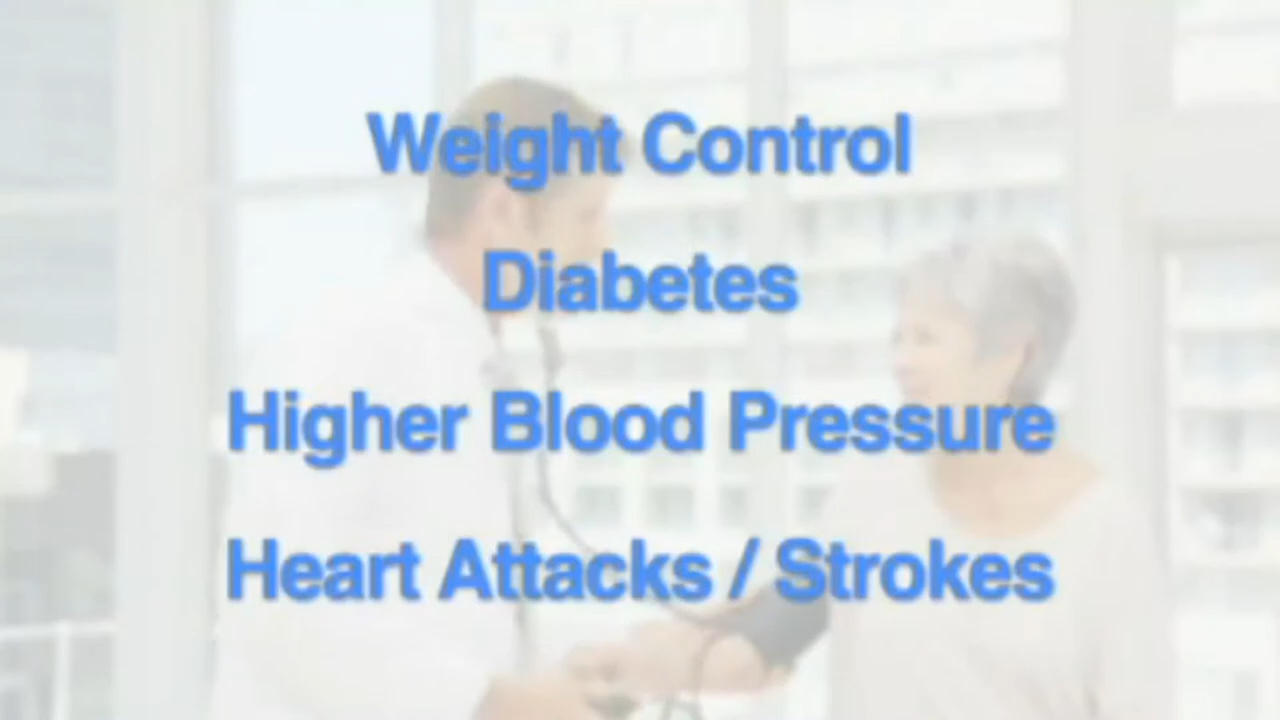 Weight Control
Diabetes
Higher Blood Pressure
Heart Attacks / Strokes